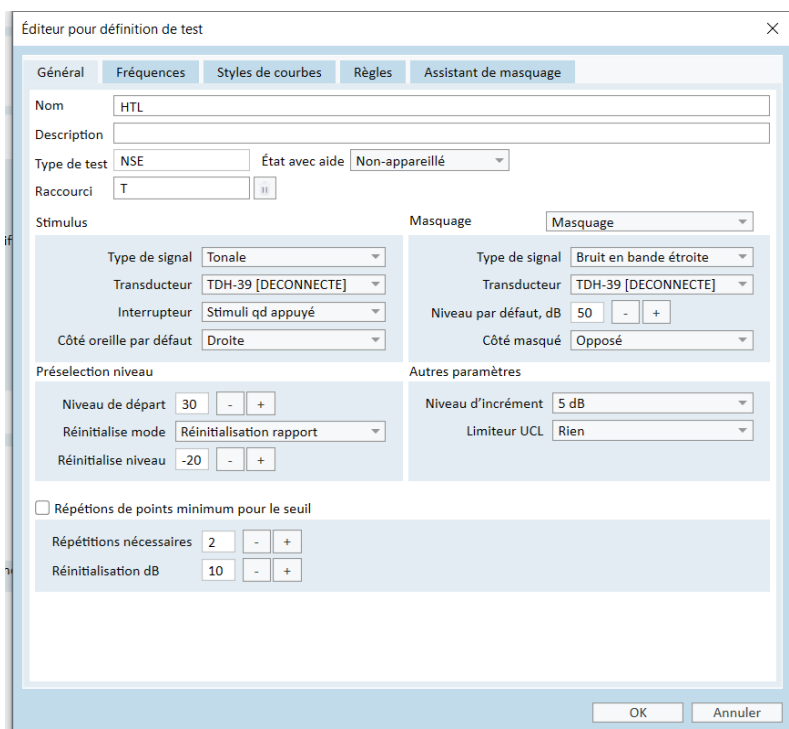 Éditeur pour définition de test
Général Fréquences Styles de courbes Règles Assistant de masquage
Nom HTL
Description
Type de test NSE État avec aide Non-appareillé
Raccourci T
Stimulus Masquage Masquage
Type de signal Tonale Type de signal Bruit en bande étroite
Transducteur TDH-39 [DECONNECTE] Transducteur TDH-39 [DECONNECTE]
Interrupteur Stimuli qd appuyé Niveau par défaut, dB 50 - +
Côté oreille par défaut Droite Côté masqué Opposé
Préselection niveau Autres paramètres
Niveau de départ 30 - + Niveau d'incrément 5 dB
Réinitialise mode Réinitialisation rapport Limiteur UCL Rien
Réinitialise niveau -20 - +
Répétions de points minimum pour le seuil
Répétitions nécessaires 2 - +
Réinitialisation dB 10 - +
OK Annuler